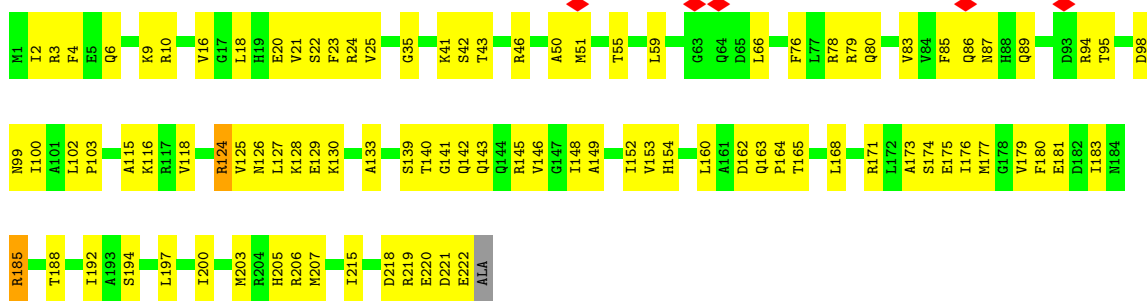 M1 I2 R3 F4 E5 Q6 K9 R10 V16 G17 L18 H19 E20 V21 S22 F23 R24 V25 G35 K41 S42 T43 R46 A50 M51 T55 L59 G63 Q64 D65 L66 F76 L77 R78 R79 Q80 V83 V84 F85 Q86 N87 H88 Q89 D93 R94 T95 D98
N99 I100 A101 L102 P103 A115 K116 R117 V118 R124 V125 N126 L127 K128 E129 K130 A133 S139 T140 G141 Q142 Q143 Q144 R145 V146 G147 I148 A149 I152 V153 H154 L160 A161 D162 Q163 P164 T165 L168 R171 L172 A173 S174 E175 I176 M177 G178 V179 F180 E181 D182 I183 N184
R185 T188 I192 A193 S194 L197 I200 M203 R204 H205 R206 M207 I215 D218 R219 E220 D221 E222 ALA